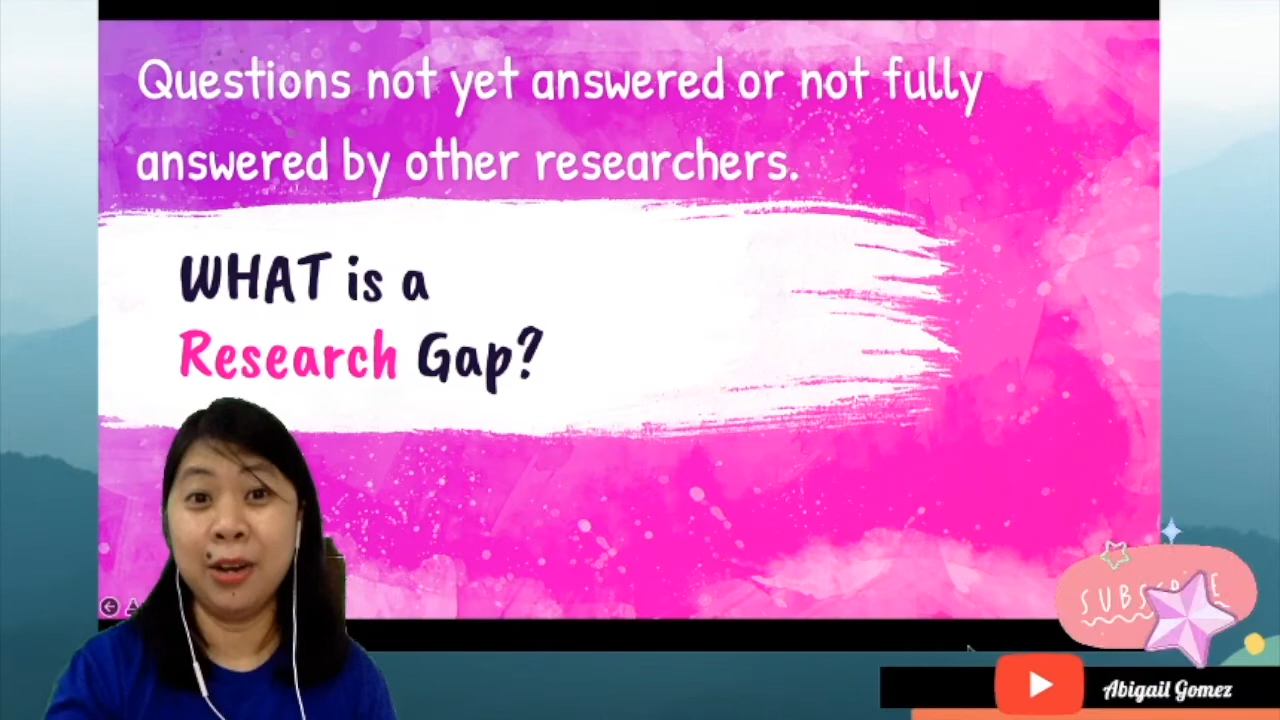 Questions not yet answered or not fully
answered by other researchers.
WHAT is a
Research Gap?
Abigail Gomez